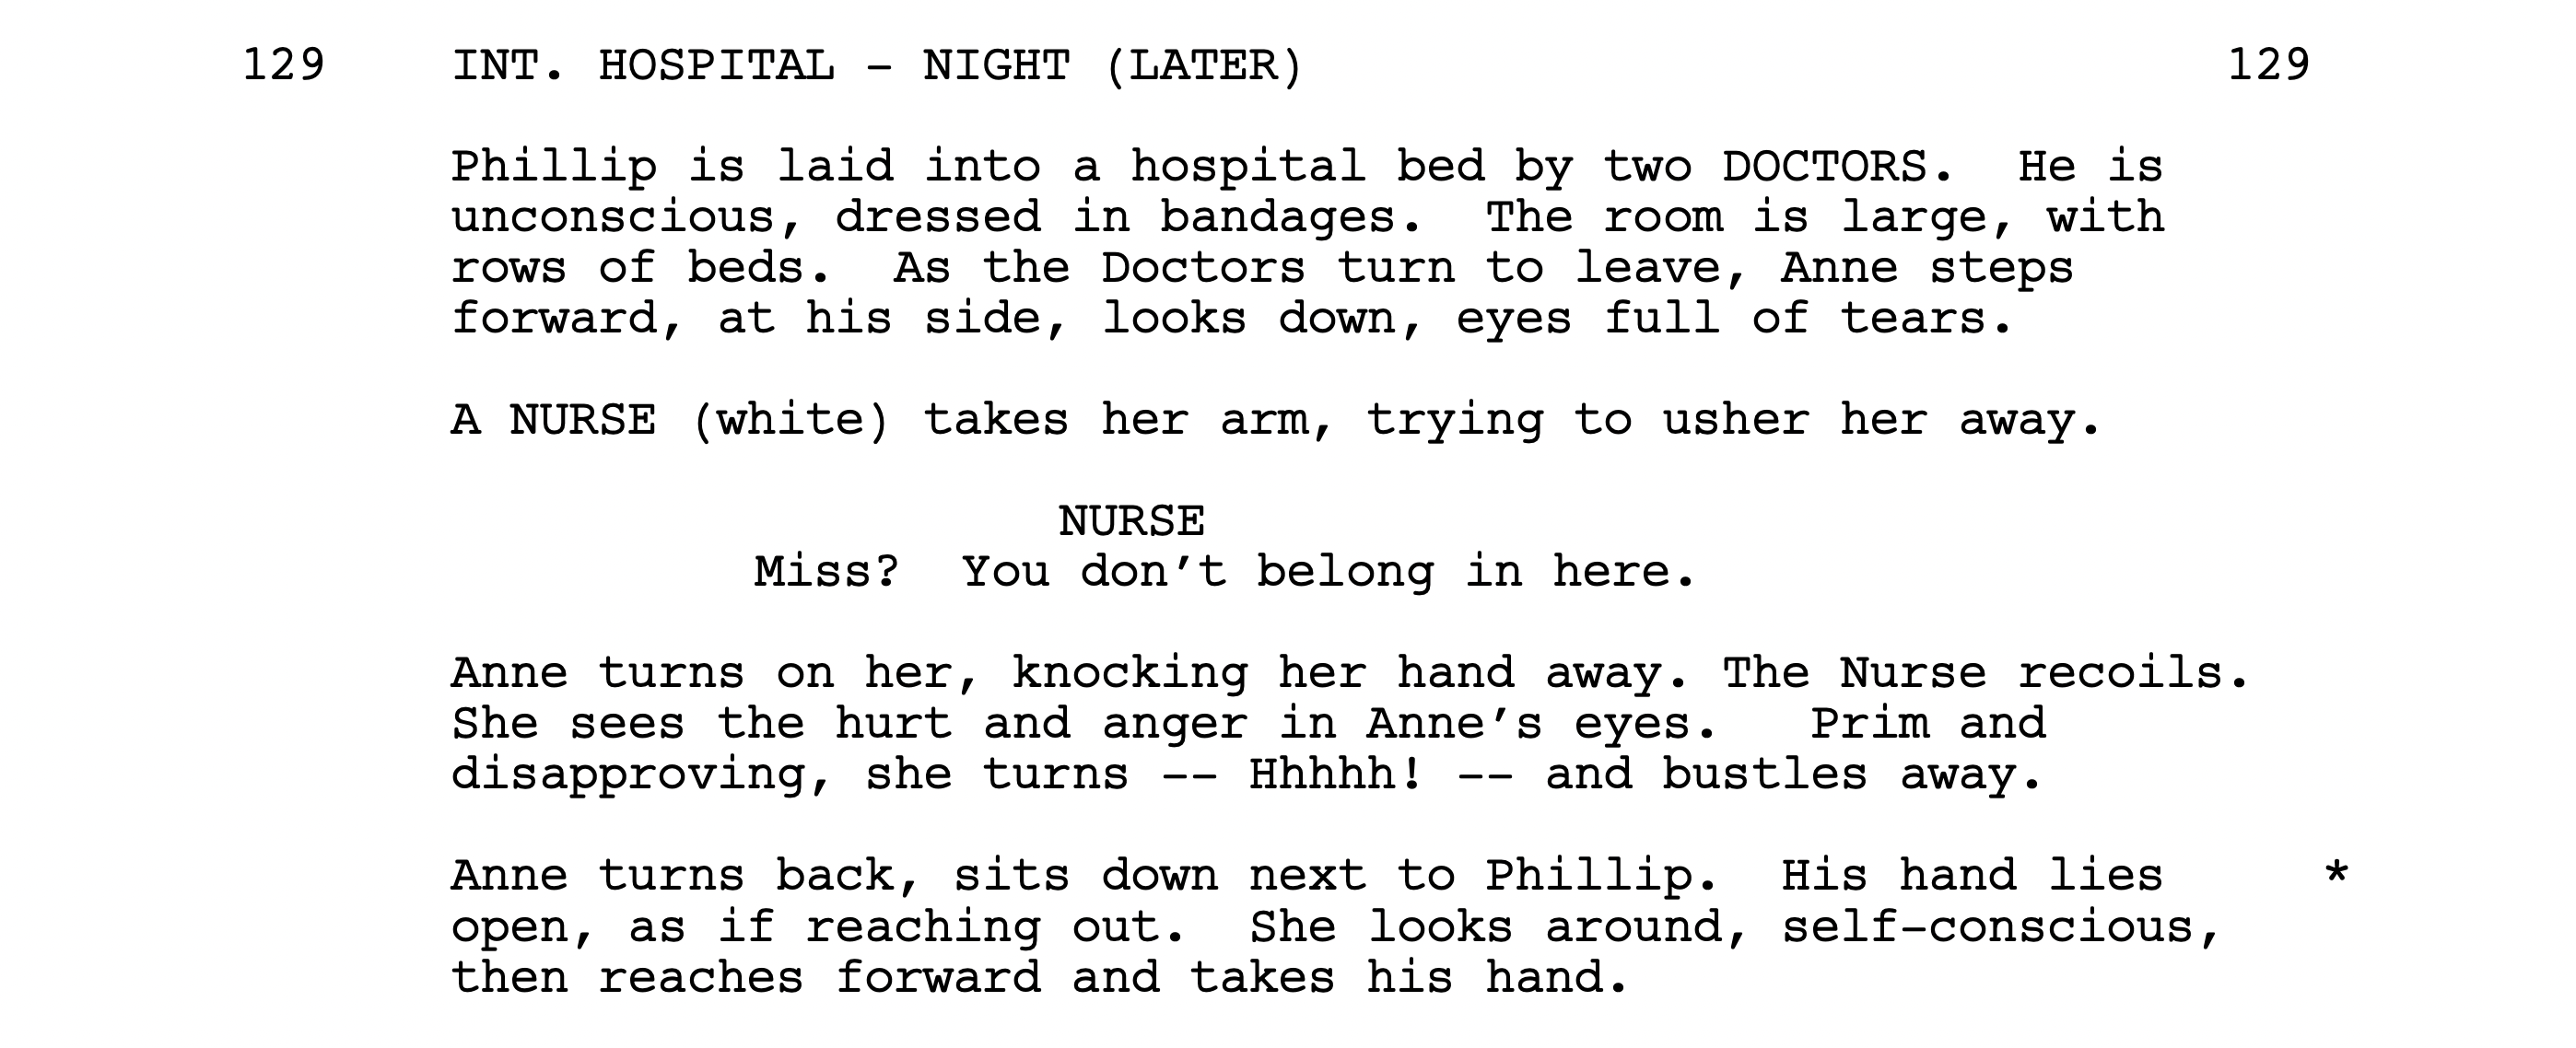 129 INT. HOSPITAL - NIGHT (LATER) 129
Phillip is laid into a hospital bed by two DOCTORS.  He is
unconscious, dressed in bandages.  The room is large, with
rows of beds.  As the Doctors turn to leave, Anne steps
forward, at his side, looks down, eyes full of tears.
A NURSE (white) takes her arm, trying to usher her away.
NURSE
Miss?  You don't belong in here.
Anne turns on her, knocking her hand away. The Nurse recoils.
She sees the hurt and anger in Anne's eyes.   Prim and
disapproving, she turns -- Hhhhh! -- and bustles away.
Anne turns back, sits down next to Phillip.  His hand lies *
open, as if reaching out.  She looks around, self-conscious,
then reaches forward and takes his hand.